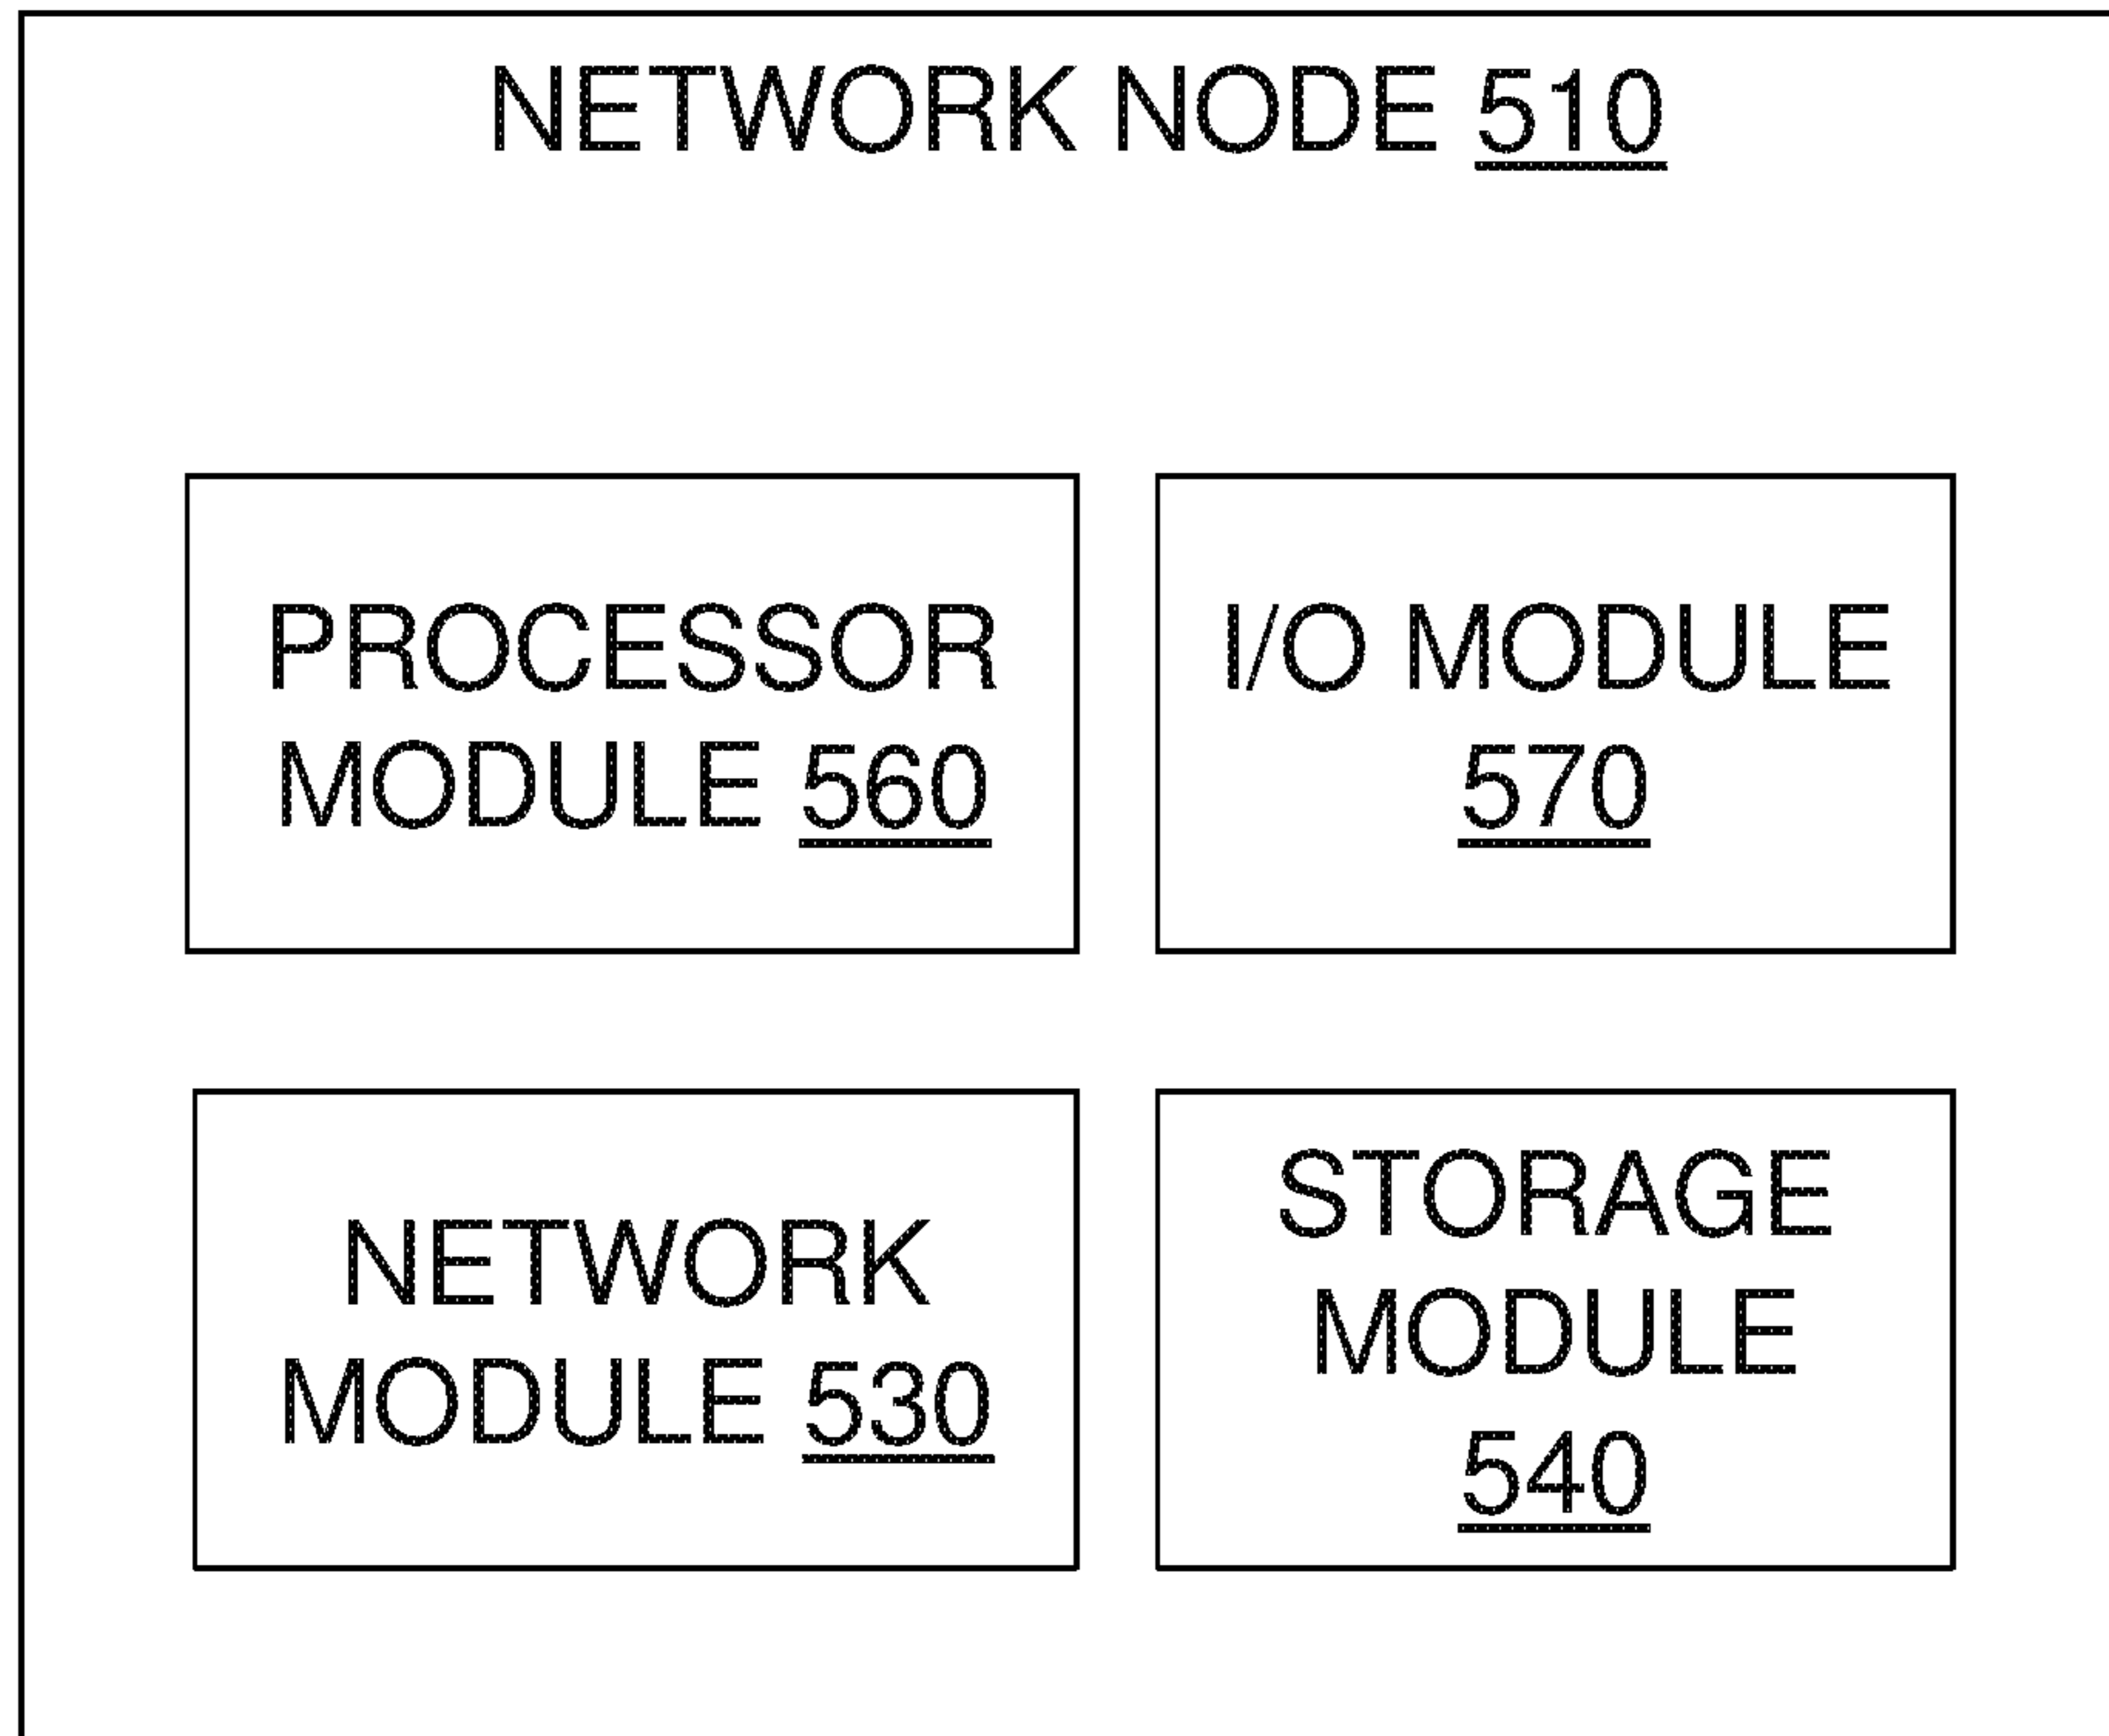 NETWORK NODE 510
PROCESSOR
MODULE 560
I/O MODULE
570
NETWORK
MODULE 530
STORAGE
MODULE
540